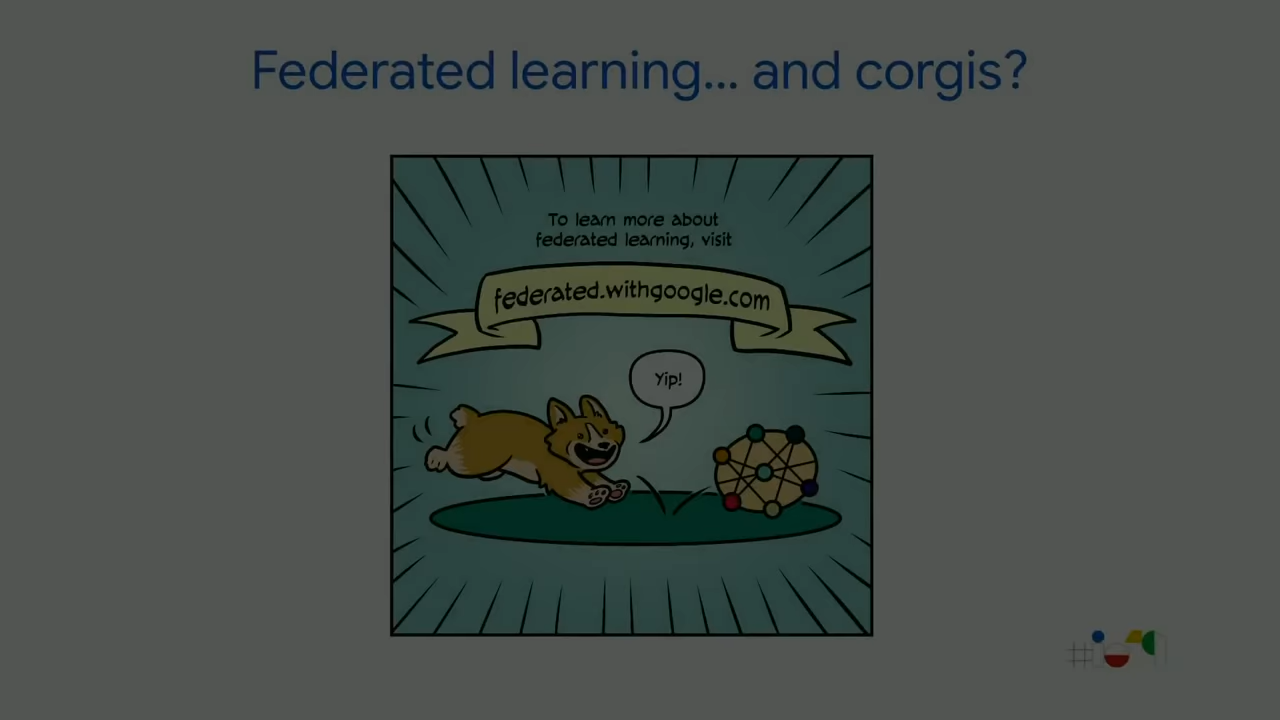 Federated learning... and corgis?
To learn more about
federated learning, visit
federated.withgoogle.com
Yip!